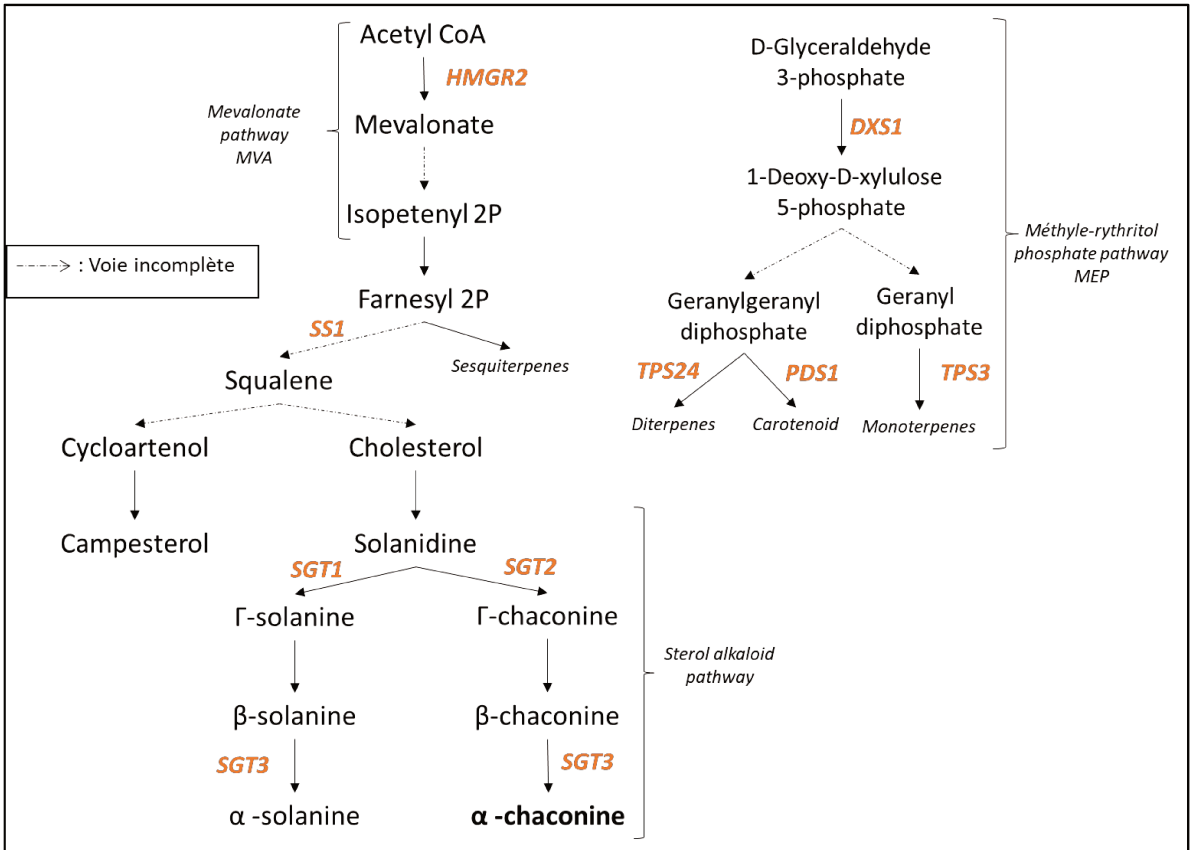 Acetyl CoA
HMGR2
Mevalonate
pathway
MVA
Mevalonate
Isopetenyl 2P
-----> : Voie incomplète
Farnesyl 2P
SS1
Squalene
Sesquiterpenes
Cycloartenol
Cholesterol
Campesterol
Solanidine
SGT1
SGT2
Γ-solanine
Γ-chaconine
β-solanine
β-chaconine
SGT3
SGT3
α -solanine
α -chaconine
Sterol alkaloid
pathway
D-Glyceraldehyde
3-phosphate
DXS1
1-Deoxy-D-xylulose
5-phosphate
Méthyle-rythritol
phosphate pathway
MEP
Geranylgeranyl
diphosphate
Geranyl
diphosphate
TPS24
PDS1
TPS3
Diterpenes
Carotenoid
Monoterpenes